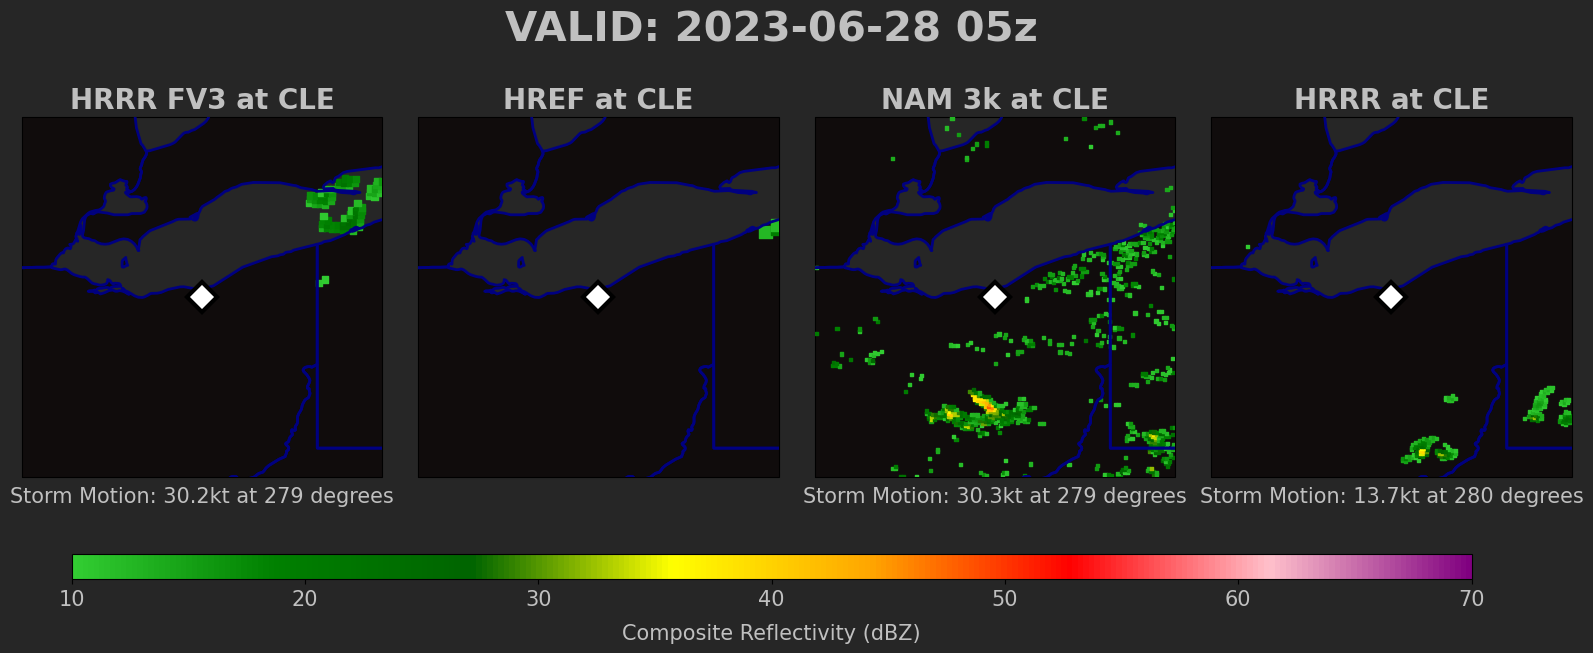 VALID: 2023-06-28 05z
HRRR FV3 at CLE
HREF at CLE
NAM 3k at CLE
HRRR at CLE
Storm Motion: 30.2kt at 279 degrees
Storm Motion: 30.3kt at 279 degrees
Storm Motion: 13.7kt at 280 degrees
10 20 30 40 50 60 70
Composite Reflectivity (dBZ)